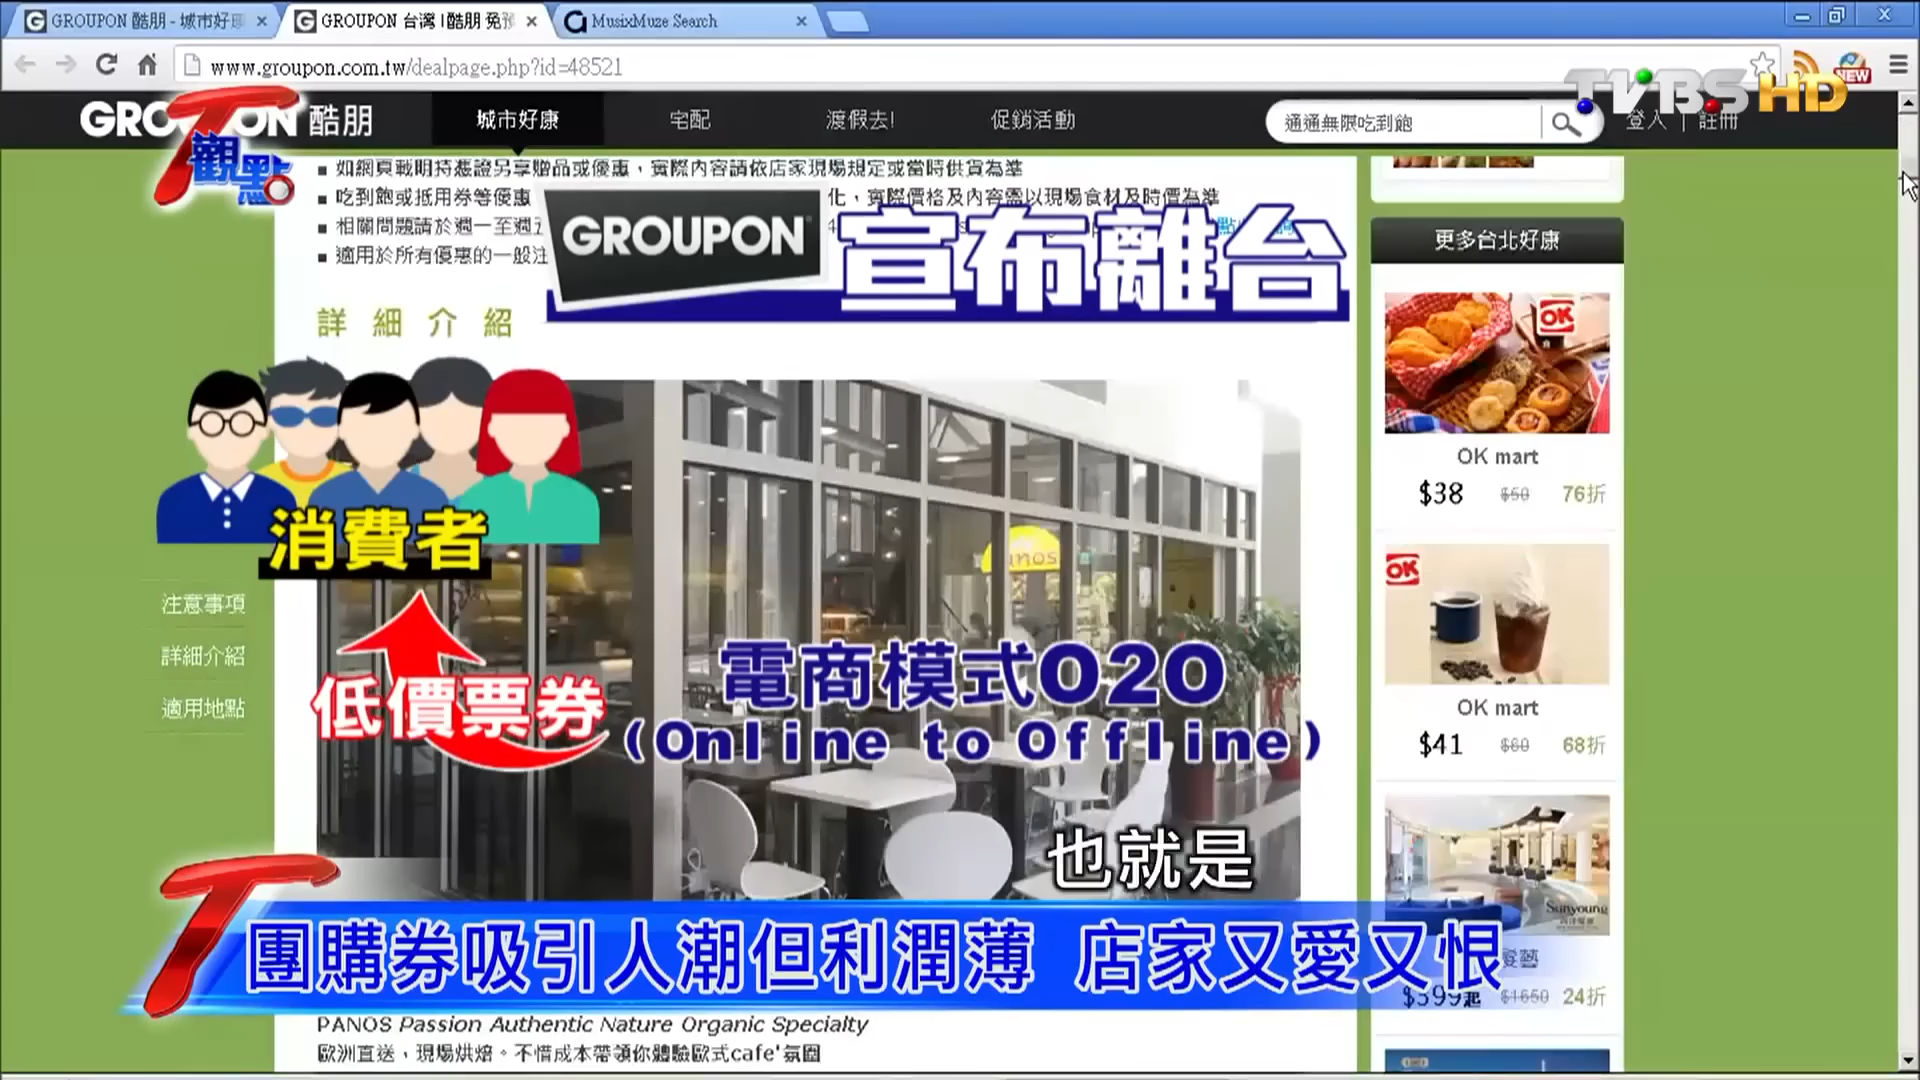 GROUPON 酷朋 - 城市好康
GROUPON 台灣 | 酷朋 免預
MusixMuze Search
www.groupon.com.tw/dealpage.php?id=48521
TVBS HD
GROUPON 酷朋
城市好康
宅配
渡假去!
促銷活動
通通無限吃到飽
登入 | 註冊
T觀點
如網頁載明持憑證另享贈品或優惠，實際內容請依店家現場規定或當時供貨為準
吃到飽或抵用券等優惠
化，實際價格及內容需以現場食材及時價為準
相關問題請於週一至週五
適用於所有優惠的一般注
GROUPON
宣布離台
更多台北好康
詳細介紹
OK
OK mart
$38 $50 76折
消費者
注意事項
詳細介紹
適用地點
低價票券
電商模式O2O
(Online to Offline)
OK
OK mart
$41 $60 68折
也就是
Sunyoung
T
團購券吸引人潮但利潤薄 店家又愛又恨
$399起 $1650 24折
PANOS Passion Authentic Nature Organic Specialty
歐洲直送，現場烘焙。不惜成本帶領你體驗歐式cafe'氛圍